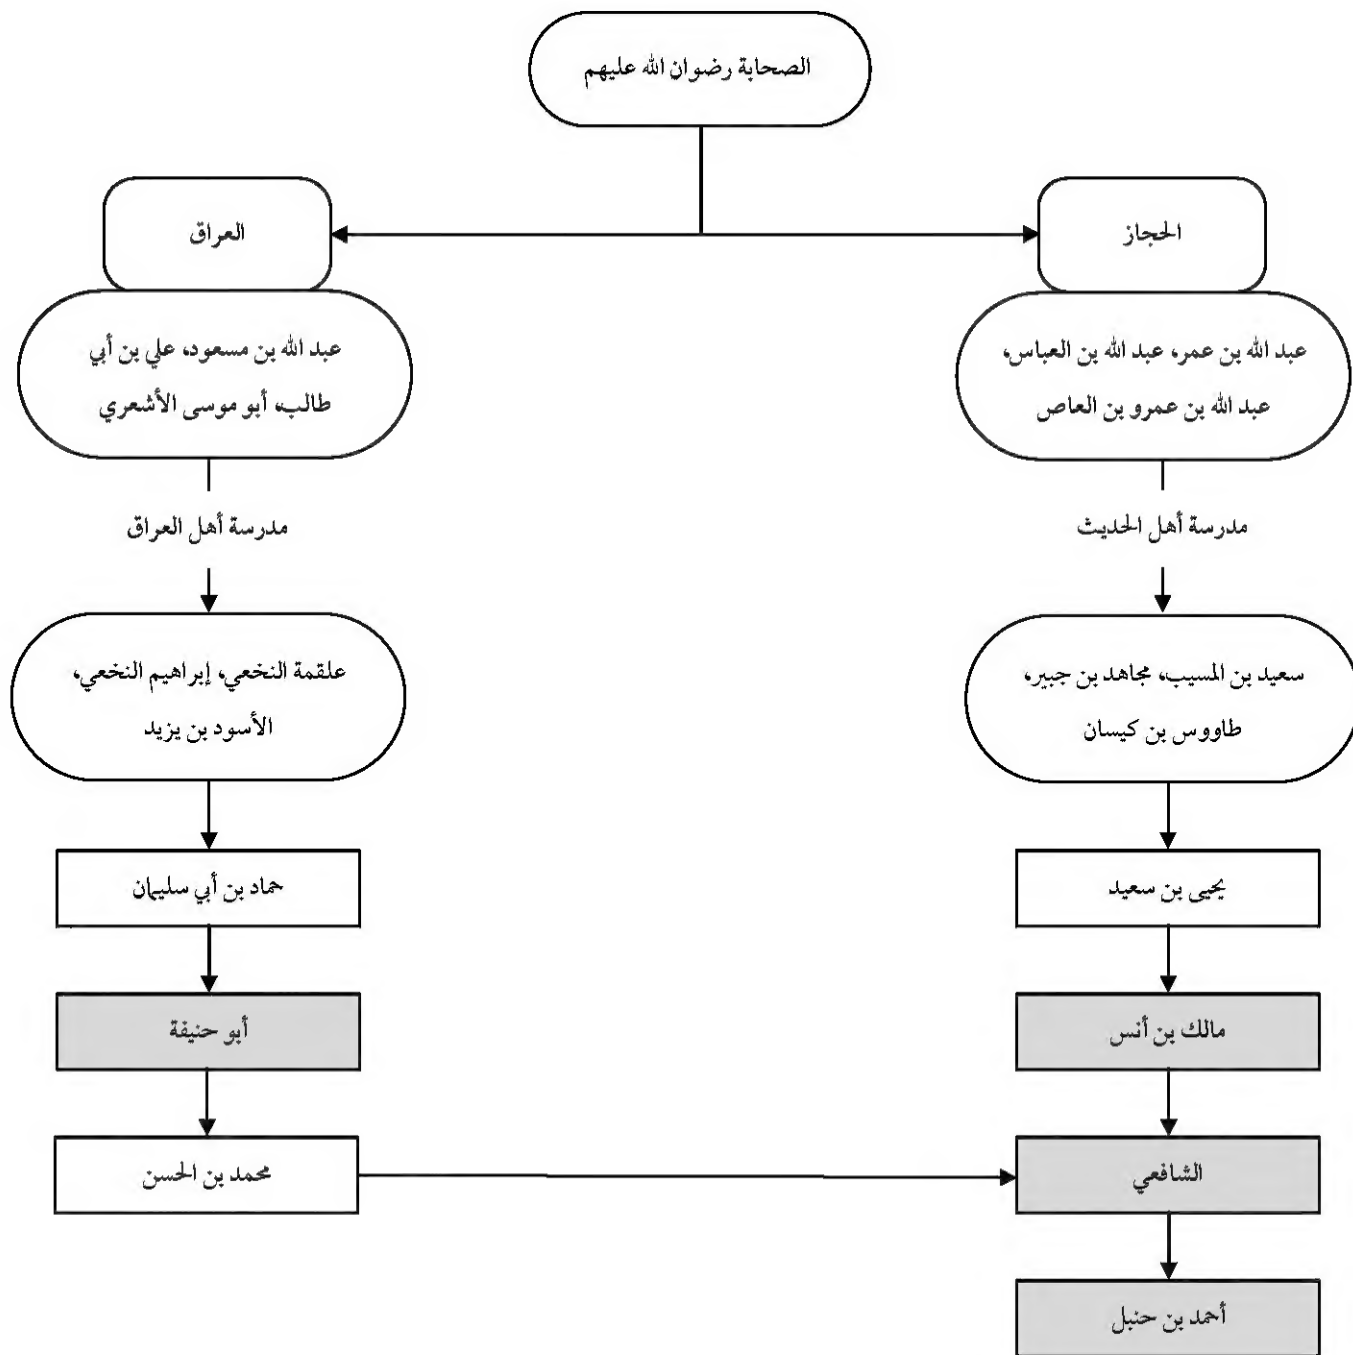 الصحابة رضوان الله عليهم
الحجاز
العراق
عبد الله بن عمر، عبد الله بن العباس،
عبد الله بن عمرو بن العاص
عبد الله بن مسعود، علي بن أبي
طالب، أبو موسى الأشعري
مدرسة أهل الحديث
مدرسة أهل العراق
سعيد بن المسيب، مجاهد بن جبير،
طاووس بن كيسان
علقمة النخعي، إبراهيم النخعي،
الأسود بن يزيد
يحيى بن سعيد
حماد بن أبي سليمان
مالك بن أنس
أبو حنيفة
الشافعي
محمد بن الحسن
أحمد بن حنبل